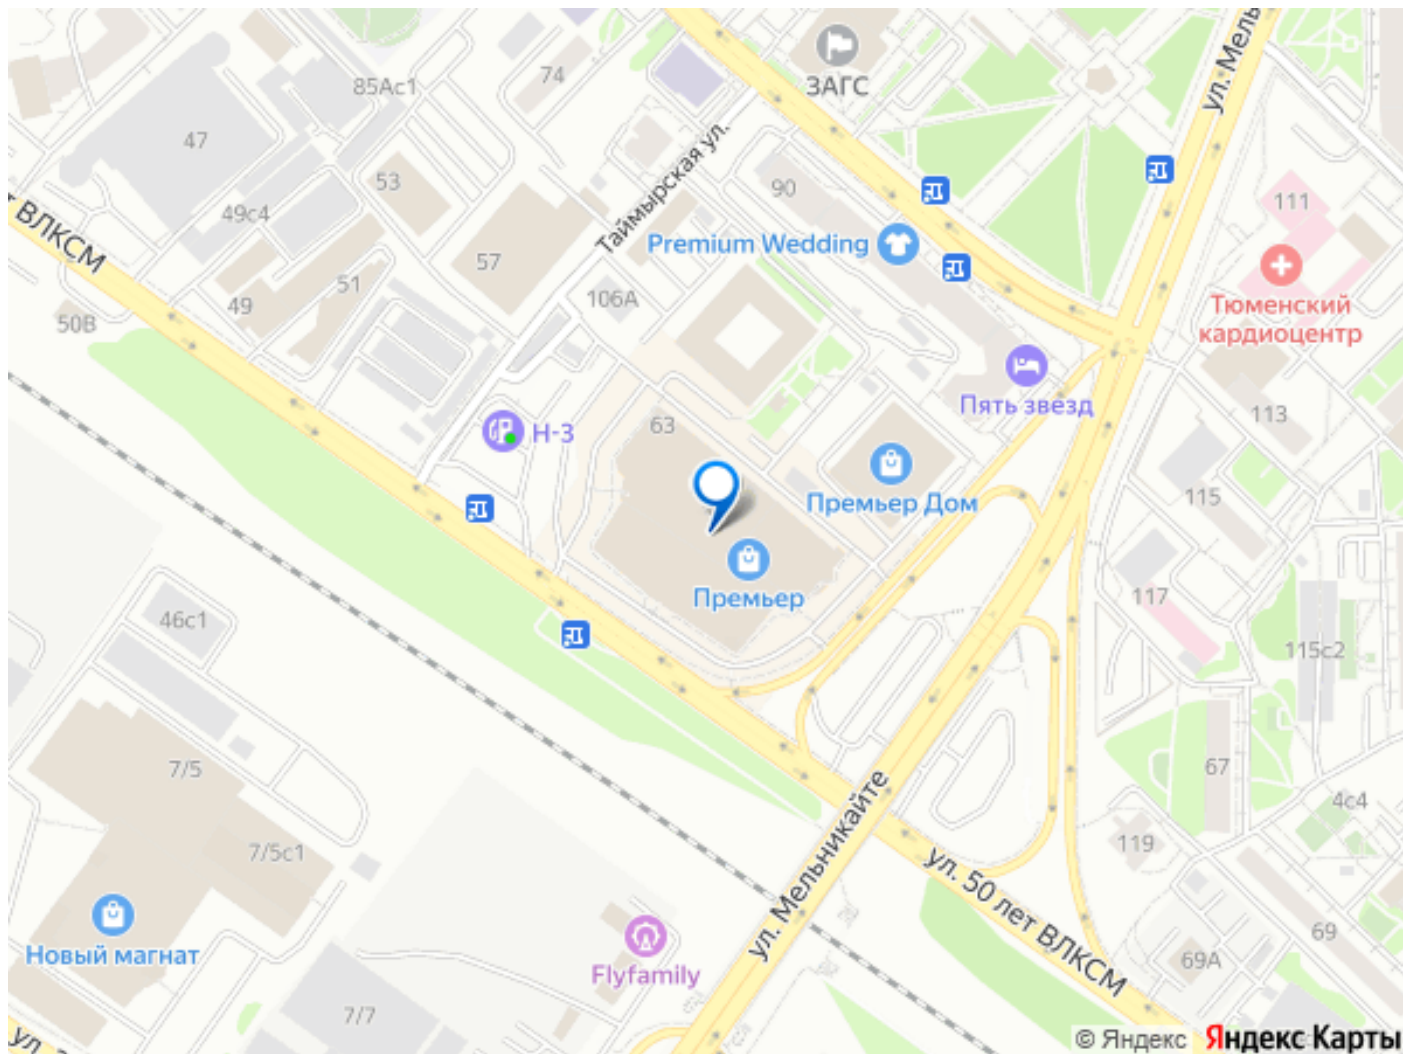 ЗАГС
74
85Ас1
ул. Мель
47
Таймырская ул.
53
90
111
49с4
т ВЛКСМ
Premium Wedding
57
51
106А
49
50В
Тюменский
кардиоцентр
Пять звезд
113
63
Н-3
Премьер Дом
115
Премьер
117
46с1
115с2
7/5
67
4с4
ул. Мельникайте
119
7/5с1
ул. 50 лет ВЛКСМ
Новый магнат
Flyfamily
69
69А
7/7
ул.
© Яндекс Яндекс Карты